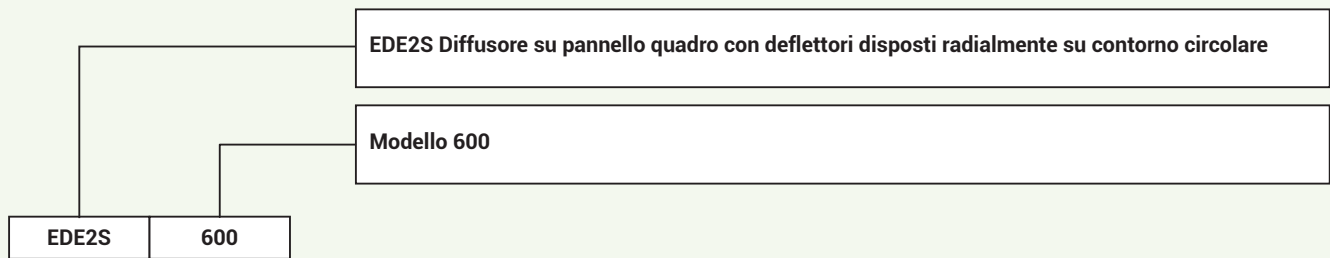 EDE2S Diffusore su pannello quadro con deflettori disposti radialmente su contorno circolare
Modello 600
EDE2S 600